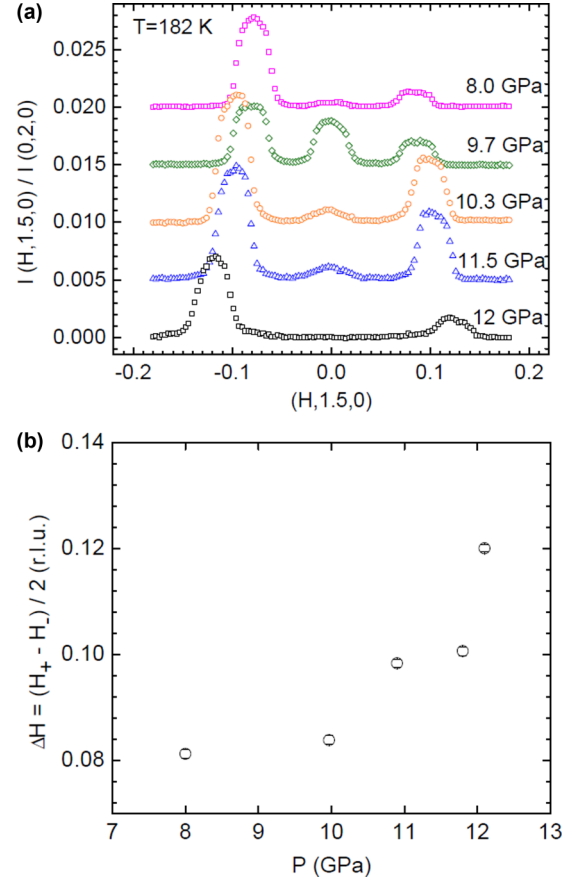 (a)
T=182 K
0.030
0.025
0.020
0.015
0.010
0.005
0.000
I (H,1.5,0) / I (0,2,0)
8.0 GPa
9.7 GPa
10.3 GPa
11.5 GPa
12 GPa
-0.2 -0.1 0.0 0.1 0.2
(H,1.5,0)
(b)
0.14
0.12
0.10
0.08
ΔH = (H+ - H-) / 2 (r.l.u.)
7 8 9 10 11 12 13
P (GPa)